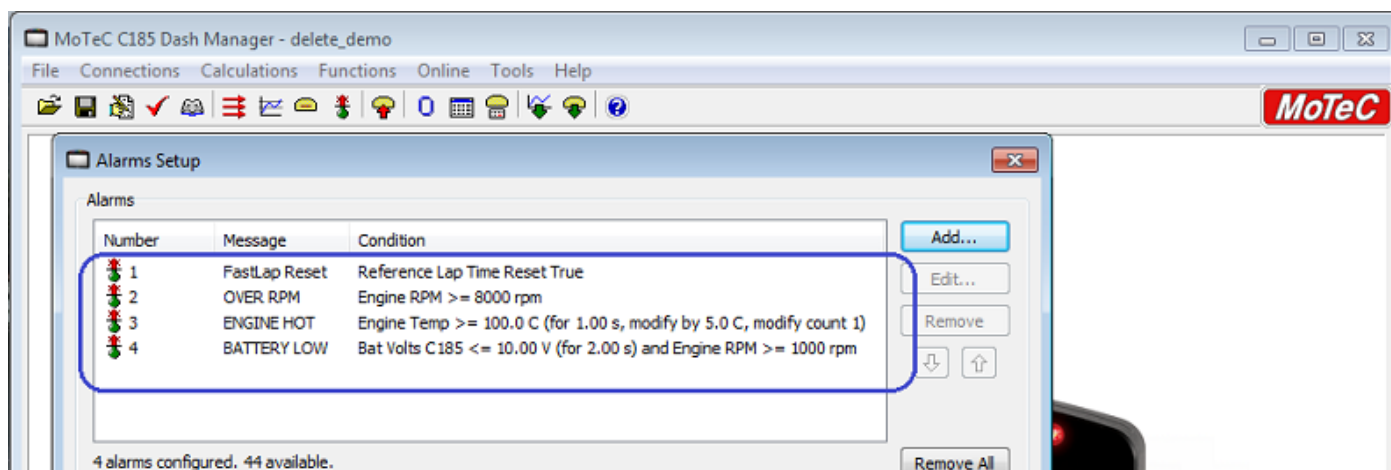 MoTeC C185 Dash Manager - delete_demo
File Connections Calculations Functions Online Tools Help
MoTeC
Alarms Setup
Alarms
Number Message Condition
Add...
1 FastLap Reset Reference Lap Time Reset True
Edit...
2 OVER RPM Engine RPM >= 8000 rpm
3 ENGINE HOT Engine Temp >= 100.0 C (for 1.00 s, modify by 5.0 C, modify count 1)
Remove
4 BATTERY LOW Bat Volts C185 <= 10.00 V (for 2.00 s) and Engine RPM >= 1000 rpm
4 alarms configured. 44 available.
Remove All